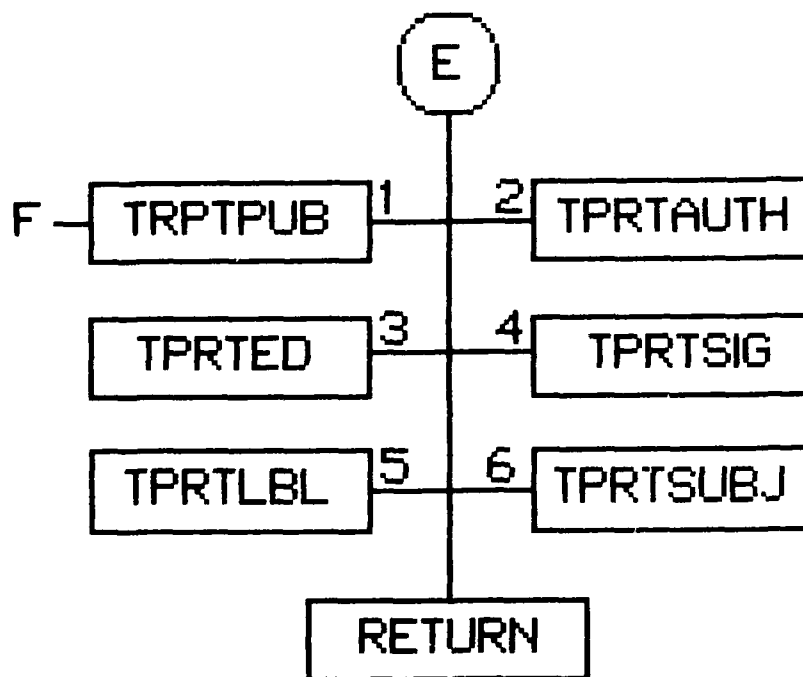 E
F TRPTPUB 1 2 TPRTAUTH
TPRTED 3 4 TPRTSIG
TPRTLBL 5 6 TPRTSUBJ
RETURN